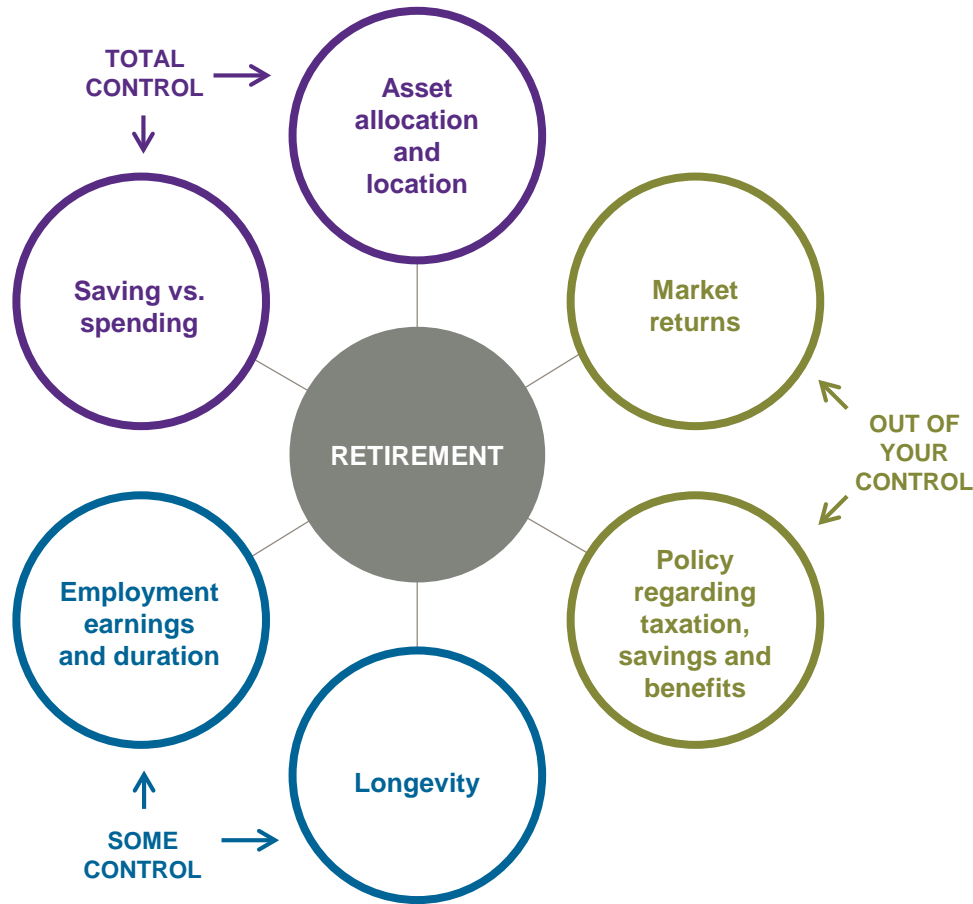 TOTAL
CONTROL
Asset
allocation
and
location
Saving vs.
spending
Market
returns
RETIREMENT
OUT OF
YOUR
CONTROL
Employment
earnings
and duration
Policy
regarding
taxation,
savings and
benefits
Longevity
SOME
CONTROL